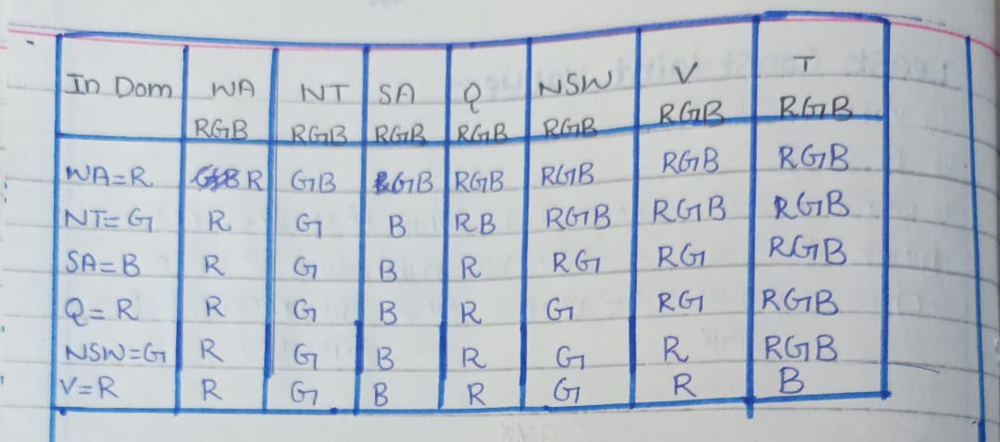 In Dom WA NT SA Q NSW V T
RGB RGB RGB RGB RGB RGB RGB
WA=R R GB GB RGB RGB RGB RGB
NT=G R G B RB RGB RGB RGB
SA=B R G B R RG RG RGB
Q=R R G B R G RG RGB
NSW=G R G B R G R RGB
V=R R G B R G R B